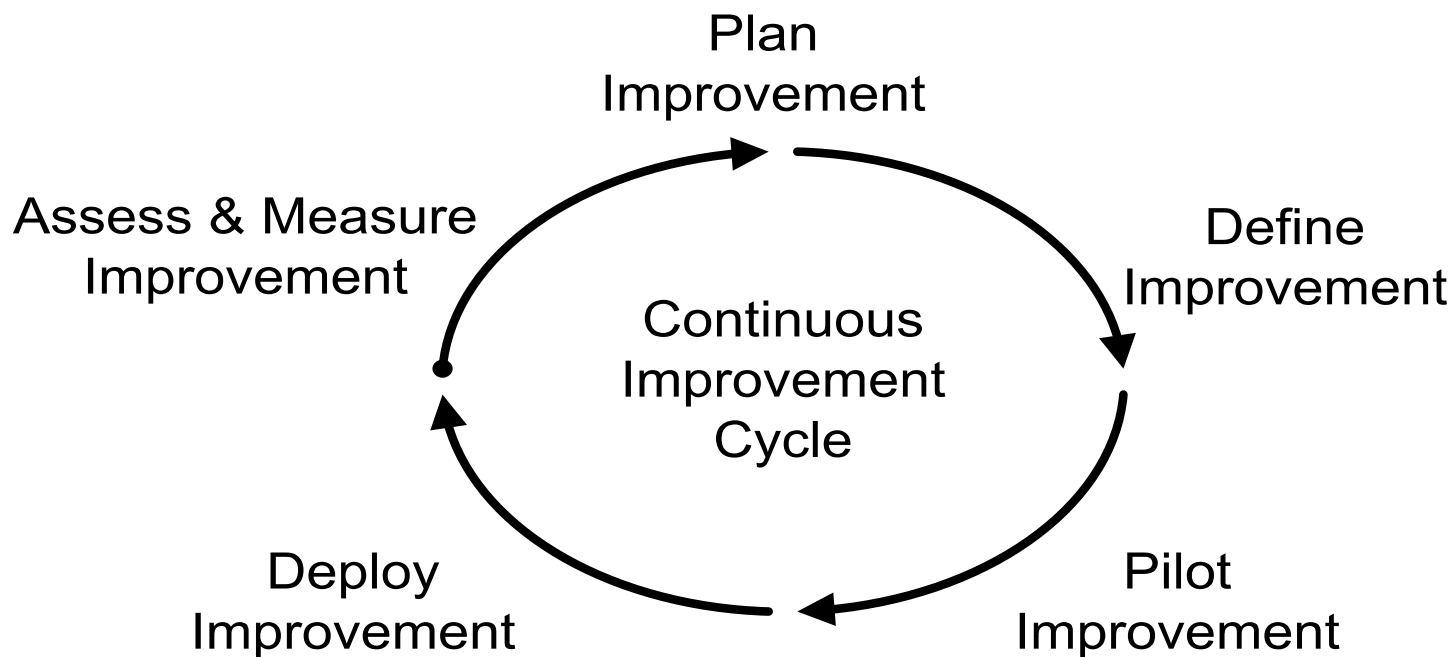 Plan
Improvement
Assess & Measure
Improvement
Define
Improvement
Continuous
Improvement
Cycle
Deploy
Improvement
Pilot
Improvement